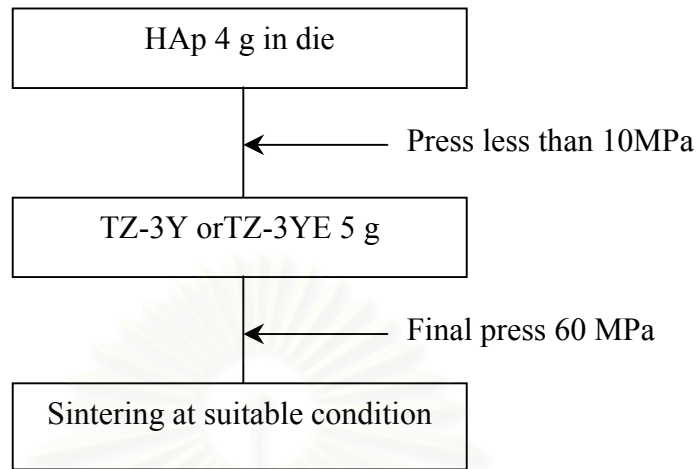 HAp 4 g in die
Press less than 10MPa
TZ-3Y orTZ-3YE 5 g
Final press 60 MPa
Sintering at suitable condition